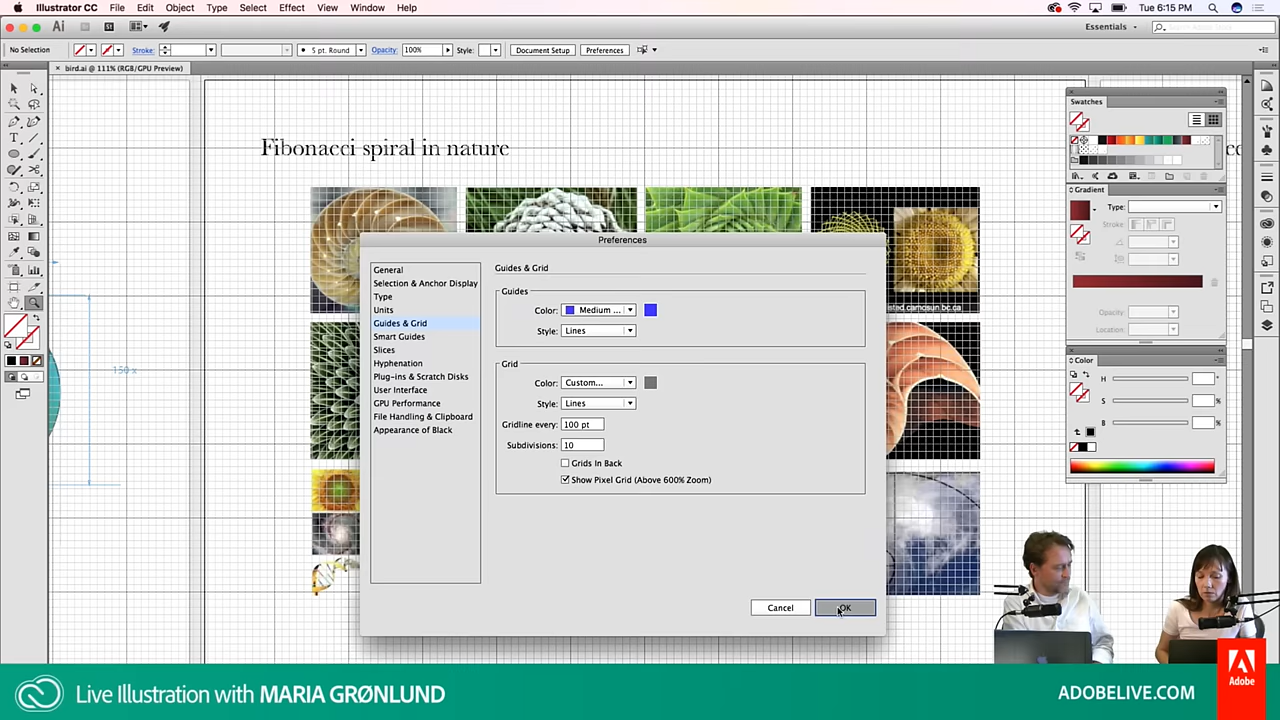 Illustrator CC File Edit Object Type Select Effect View Window Help
Tue 6:15 PM
Ai
Essentials
No Selection
Stroke:
5 pt. Round
Opacity: 100%
Style:
Document Setup
Preferences
bird.ai @ 111% (RGB/GPU Preview)
Fibonacci spiral in nature
Swatches
Gradient
Type:
Stroke:
Opacity:
Location:
Color
H
S %
B %
Preferences
General
Selection & Anchor Display
Type
Units
Guides & Grid
Smart Guides
Slices
Hyphenation
Plug-ins & Scratch Disks
User Interface
GPU Performance
File Handling & Clipboard
Appearance of Black
Guides & Grid
Guides
Color: Medium ...
Style: Lines
Grid
Color: Custom...
Style: Lines
Gridline every: 100 pt
Subdivisions: 10
Grids In Back
Show Pixel Grid (Above 600% Zoom)
Cancel
OK
Live Illustration with MARIA GRØNLUND
ADOBELIVE.COM
Adobe